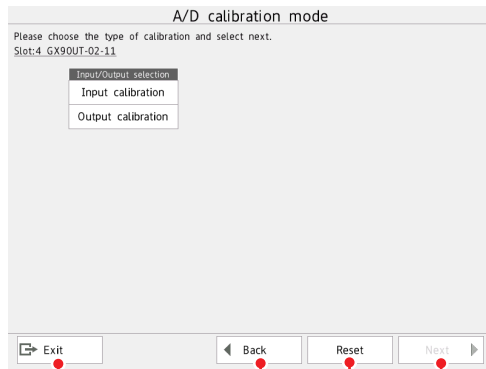 A/D calibration mode
Please choose the type of calibration and select next.
Slot:4 GX90UT-02-11
Input/Output selection
Input calibration
Output calibration
Exit
Back
Reset
Next